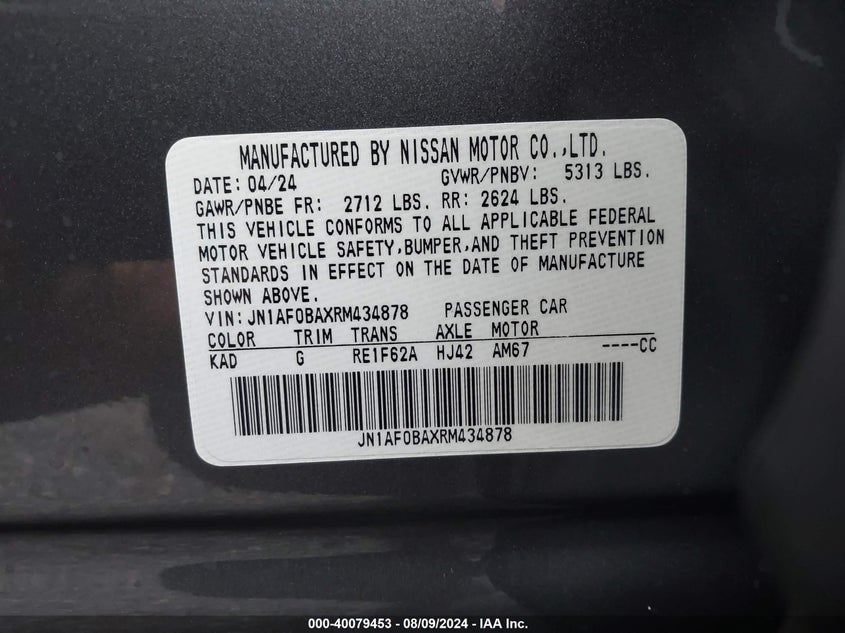 MANUFACTURED BY NISSAN MOTOR CO.,LTD.
DATE: 04/24 GVWR/PNBV: 5313 LBS.
GAWR/PNBE FR: 2712 LBS. RR: 2624 LBS.
THIS VEHICLE CONFORMS TO ALL APPLICABLE FEDERAL
MOTOR VEHICLE SAFETY,BUMPER,AND THEFT PREVENTION
STANDARDS IN EFFECT ON THE DATE OF MANUFACTURE
SHOWN ABOVE.
VIN: JN1AF0BAXRM434878 PASSENGER CAR
COLOR TRIM TRANS AXLE MOTOR
KAD G RE1F62A HJ42 AM67 ----CC
JN1AF0BAXRM434878
000-40079453 - 08/09/2024 - IAA Inc.